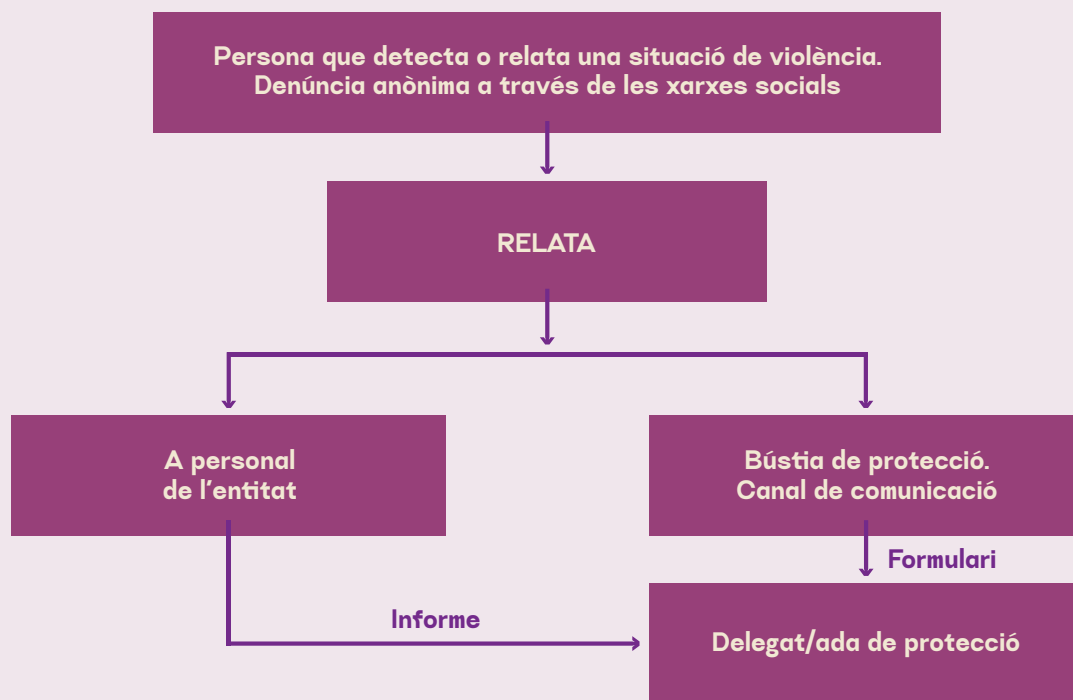 Persona que detecta o relata una situació de violència.
Denúncia anònima a través de les xarxes socials
RELATA
A personal
de l’entitat
Bústia de protecció.
Canal de comunicació
Formulari
Informe
Delegat/ada de protecció